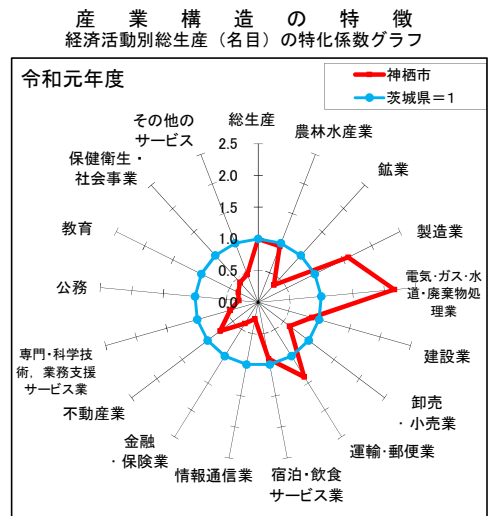 産業構造の特徴
経済活動別総生産（名目）の特化係数グラフ
令和元年度
神栖市
茨城県＝1
総生産
農林水産業
鉱業
製造業
電気・ガス・水
道・廃棄物処
理業
建設業
卸売
・小売業
運輸・郵便業
宿泊・飲食
サービス業
情報通信業
金融
・保険業
不動産業
専門・科学技
術，業務支援
サービス業
公務
教育
保健衛生・
社会事業
その他の
サービス
2.5
2.0
1.5
1.0
0.5
0.0